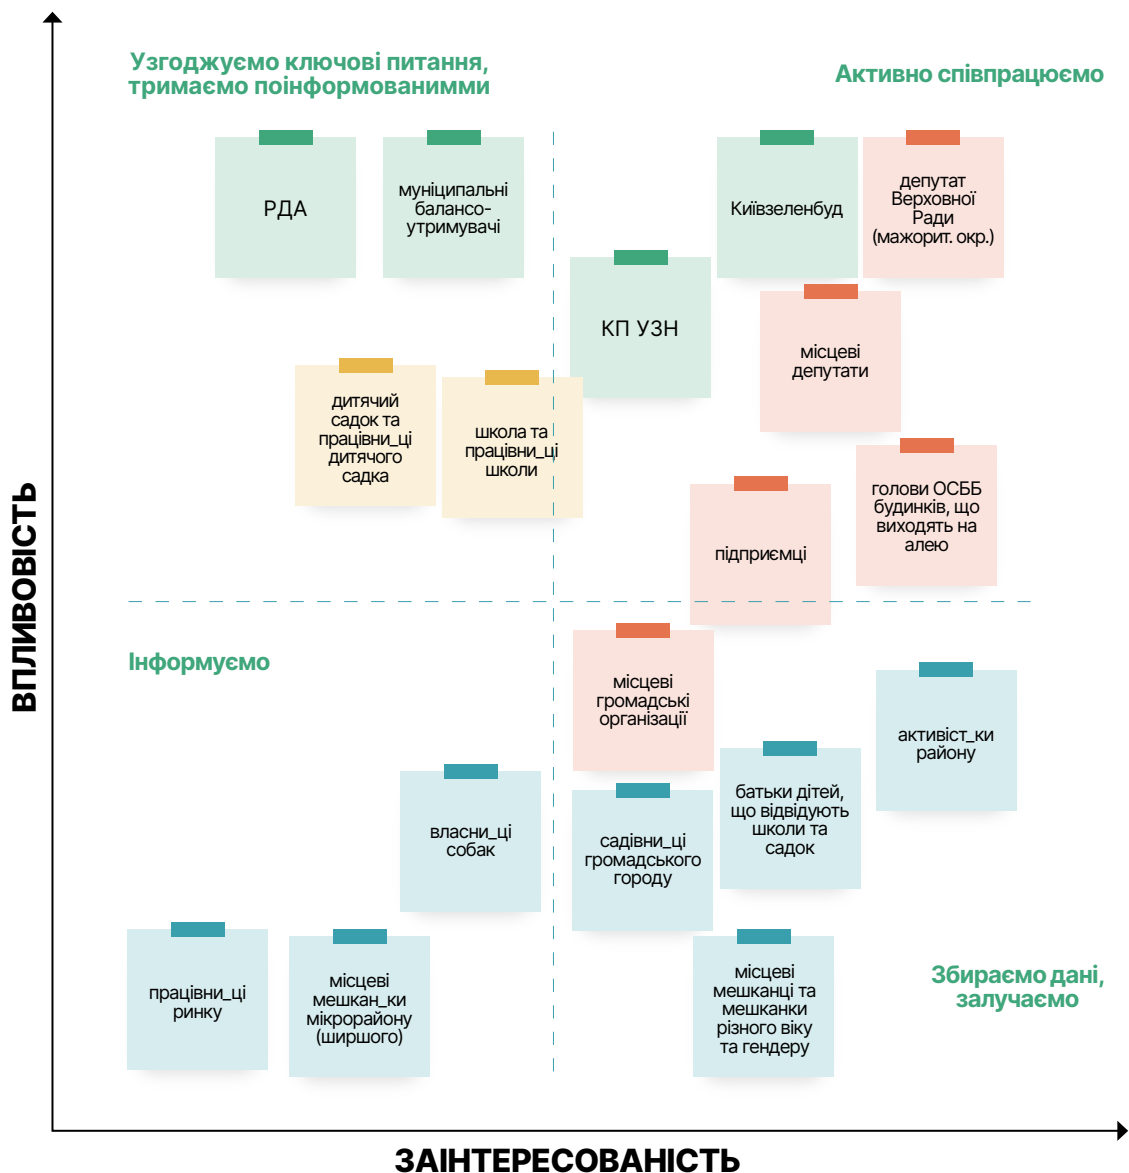 Узгоджуємо ключові питання,
тримаємо поінформованимми
Активно співпрацюємо
РДА
муніципальні
балансо-
утримувачі
Київзеленбуд
депутат
Верховної
Ради
(мажорит. окр.)
КП УЗН
місцеві
депутати
дитячий
садок та
працівни_ці
дитячого
садка
школа та
працівни_ці
школи
голови ОСББ
будинків, що
виходять на
алею
підприємці
ВПЛИВОВІСТЬ
Інформуємо
місцеві
громадські
організації
активіст_ки
району
власни_ці
собак
садівни_ці
громадського
городу
батьки дітей,
що відвідують
школи та
садок
працівни_ці
ринку
місцеві
мешкан_ки
мікрорайону
(ширшого)
місцеві
мешканці та
мешканки
різного віку
та гендеру
Збираємо дані,
залучаємо
ЗАІНТЕРЕСОВАНІСТЬ